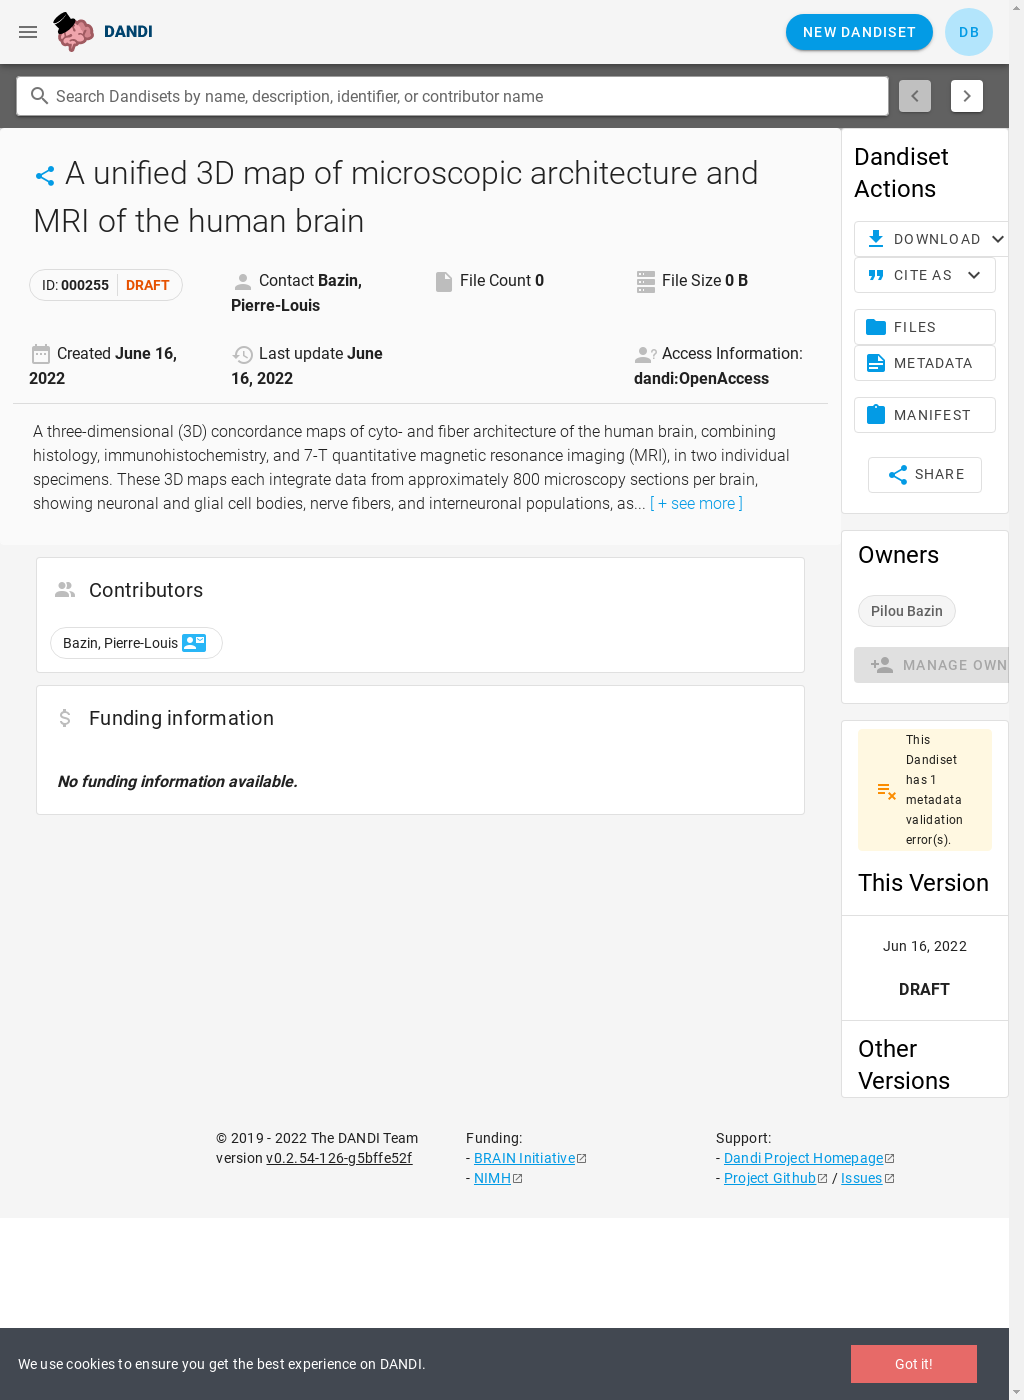 DANDI
NEW DANDISET
DB
Search Dandisets by name, description, identifier, or contributor name
A unified 3D map of microscopic architecture and
MRI of the human brain
ID: 000255 DRAFT
Contact Bazin,
Pierre-Louis
File Count 0
File Size 0 B
Created June 16,
2022
Last update June
16, 2022
Access Information:
dandi:OpenAccess
A three-dimensional (3D) concordance maps of cyto- and fiber architecture of the human brain, combining
histology, immunohistochemistry, and 7-T quantitative magnetic resonance imaging (MRI), in two individual
specimens. These 3D maps each integrate data from approximately 800 microscopy sections per brain,
showing neuronal and glial cell bodies, nerve fibers, and interneuronal populations, as... [ + see more ]
Contributors
Bazin, Pierre-Louis
Funding information
No funding information available.
Dandiset
Actions
DOWNLOAD
CITE AS
FILES
METADATA
MANIFEST
SHARE
Owners
Pilou Bazin
MANAGE OWN
This
Dandiset
has 1
metadata
validation
error(s).
This Version
Jun 16, 2022
DRAFT
Other
Versions
© 2019 - 2022 The DANDI Team
version v0.2.54-126-g5bffe52f
Funding:
- BRAIN Initiative
- NIMH
Support:
- Dandi Project Homepage
- Project Github / Issues
We use cookies to ensure you get the best experience on DANDI.
Got it!